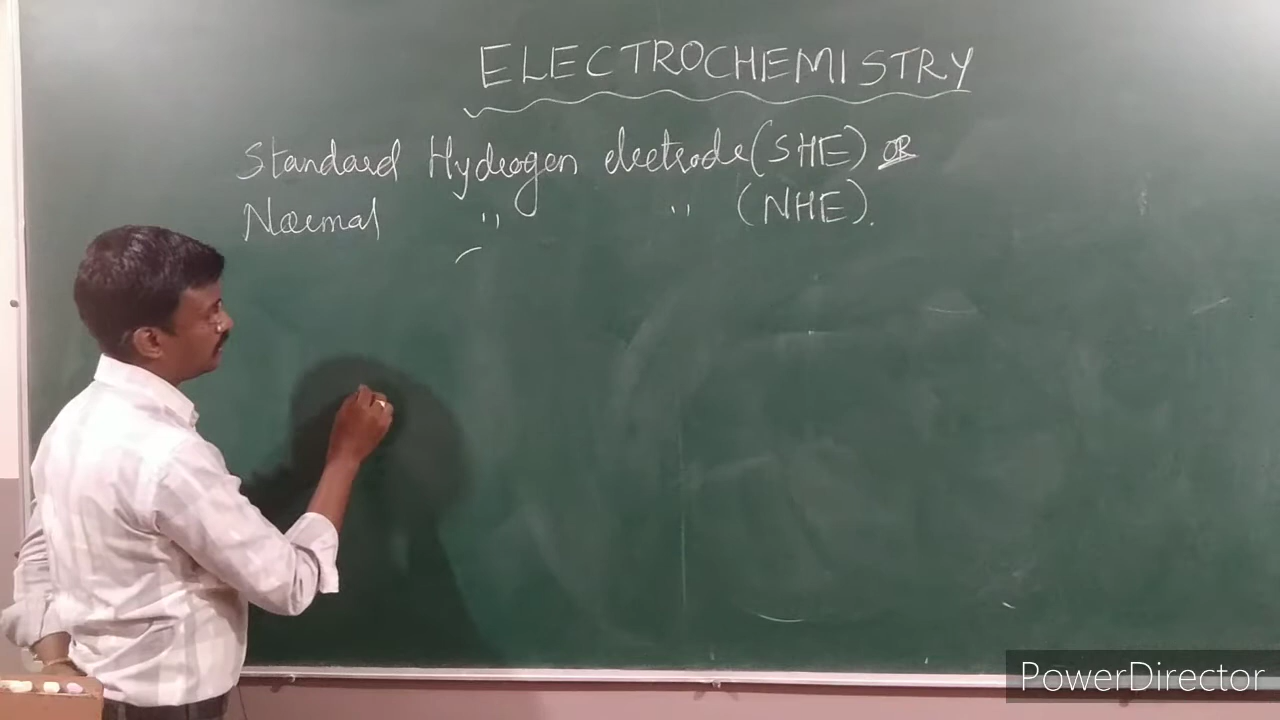 ELECTROCHEMISTRY
Standard Hydrogen electrode (SHE) OR
Normal " " (NHE).
PowerDirector